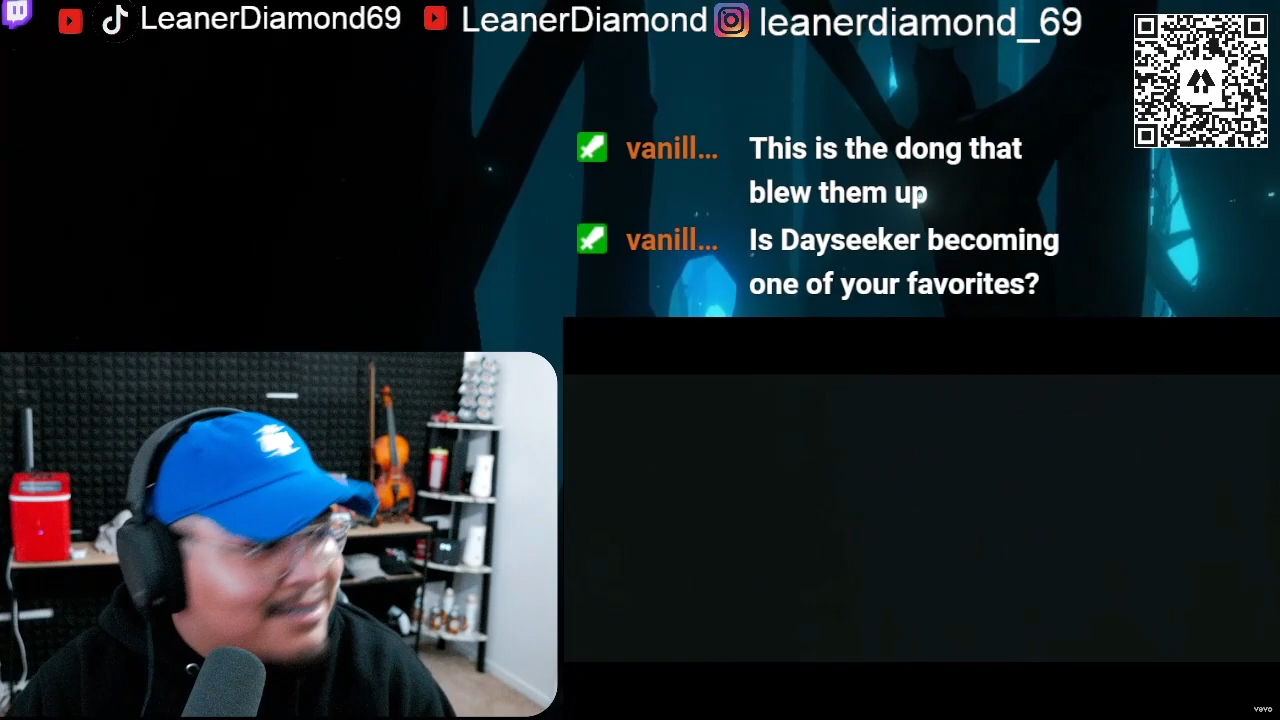 LeanerDiamond69 LeanerDiamond leanerdiamond_69
vanill... This is the dong that
blew them up
vanill... Is Dayseeker becoming
one of your favorites?
vevo